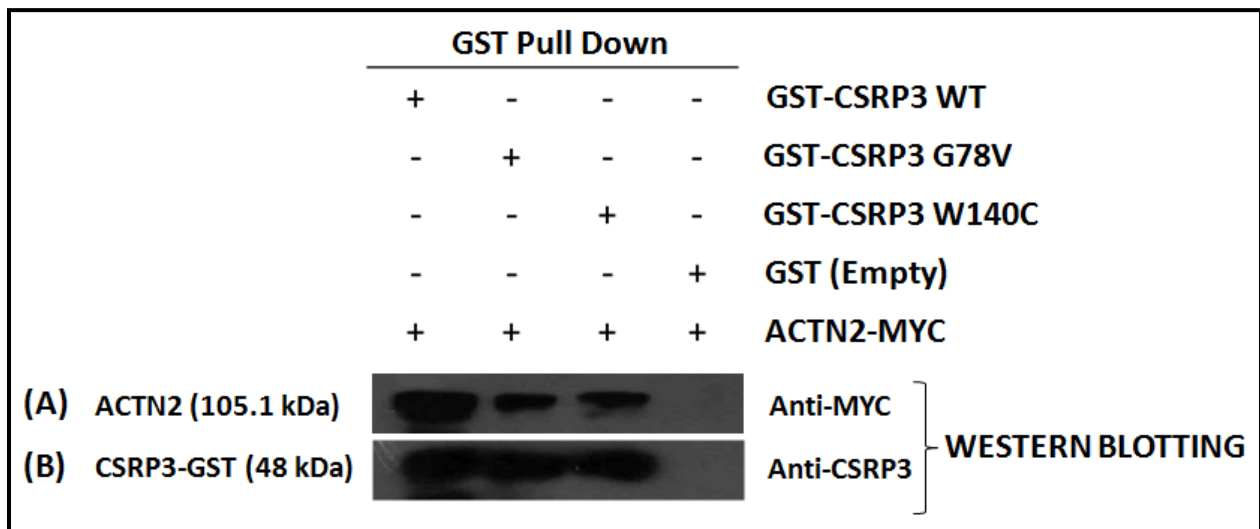 GST Pull Down
+ - - - GST-CSRP3 WT
- + - - GST-CSRP3 G78V
- - + - GST-CSRP3 W140C
- - - + GST (Empty)
+ + + + ACTN2-MYC
(A) ACTN2 (105.1 kDa) Anti-MYC
(B) CSRP3-GST (48 kDa) Anti-CSRP3
WESTERN BLOTTING